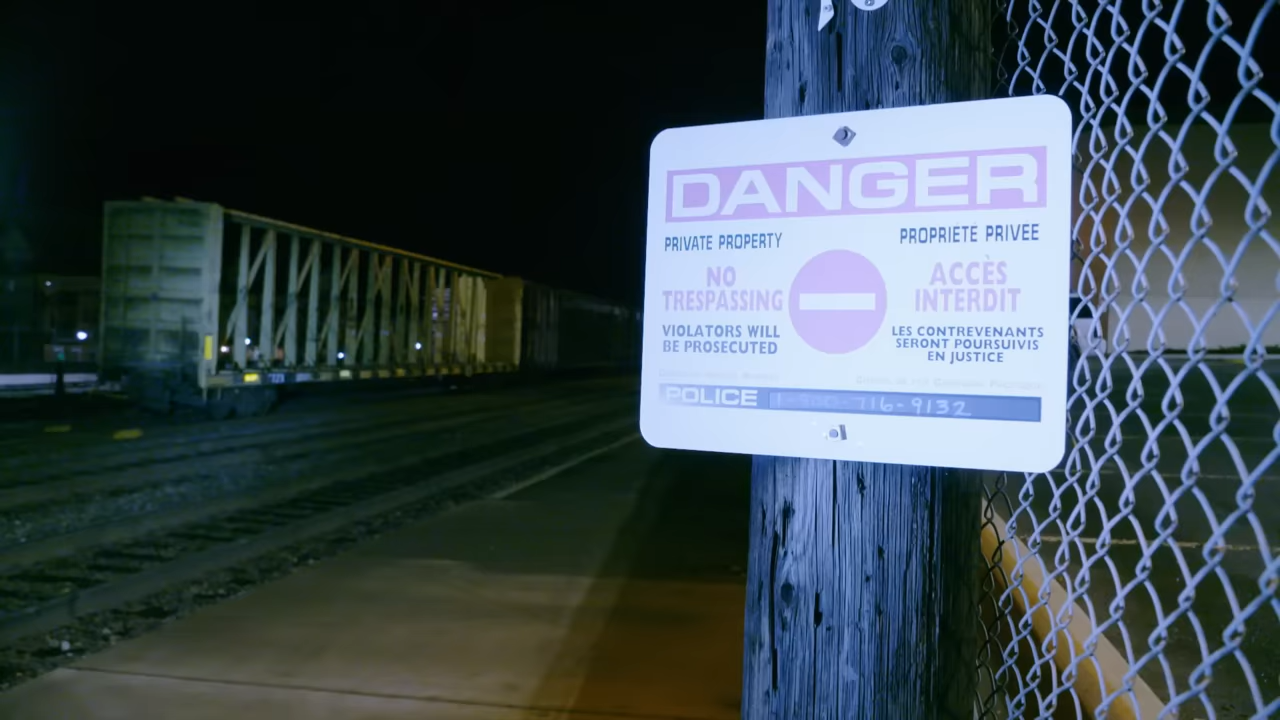 DANGER
PRIVATE PROPERTY
NO
TRESPASSING
VIOLATORS WILL
BE PROSECUTED
PROPRIÉTÉ PRIVEE
ACCÈS
INTERDIT
LES CONTREVENANTS
SERONT POURSUIVIS
EN JUSTICE
POLICE 1-800-716-9132